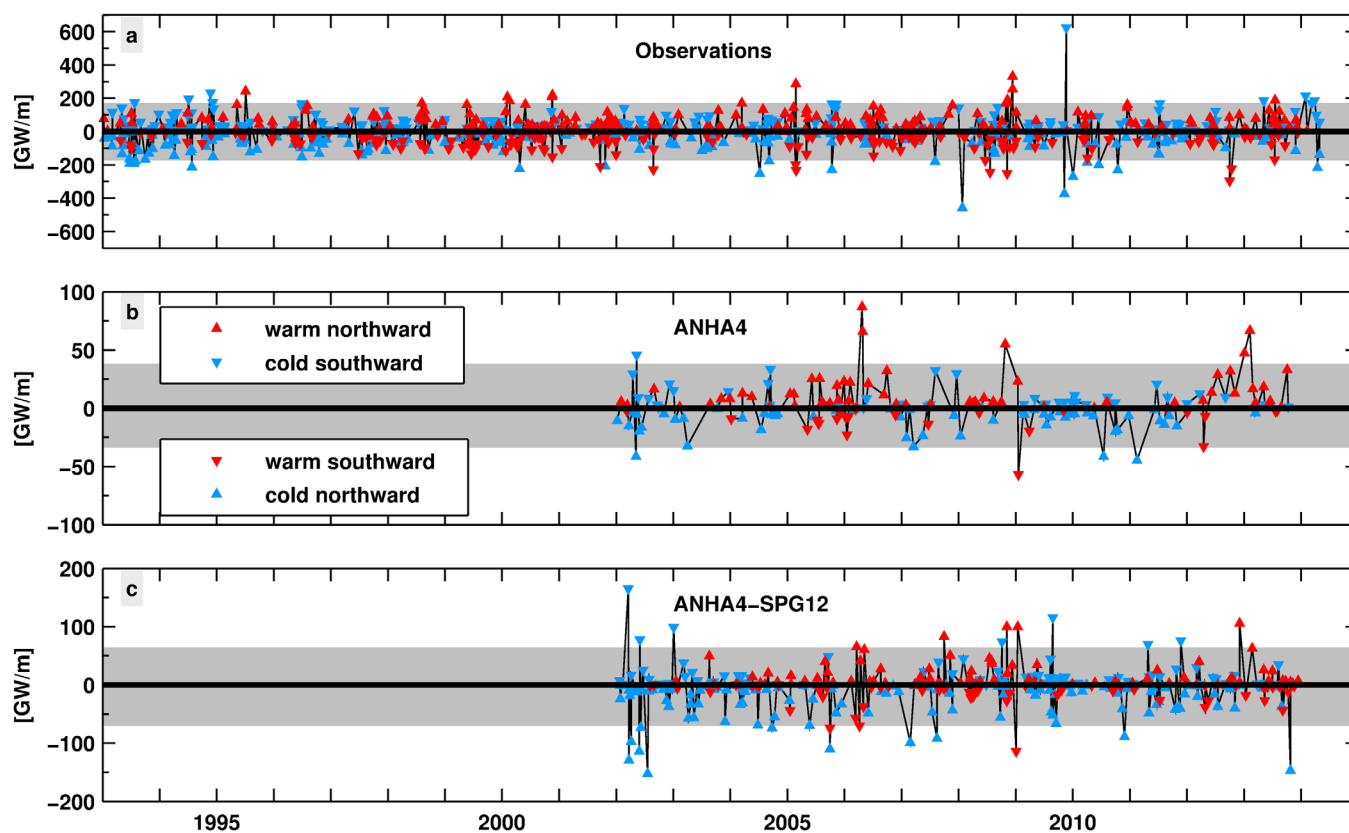 a
Observations
[GW/m]
600
400
200
0
−200
−400
−600
b
ANHA4
[GW/m]
100
50
0
−50
−100
warm northward
cold southward
warm southward
cold northward
c
ANHA4−SPG12
[GW/m]
200
100
0
−100
−200
1995
2000
2005
2010